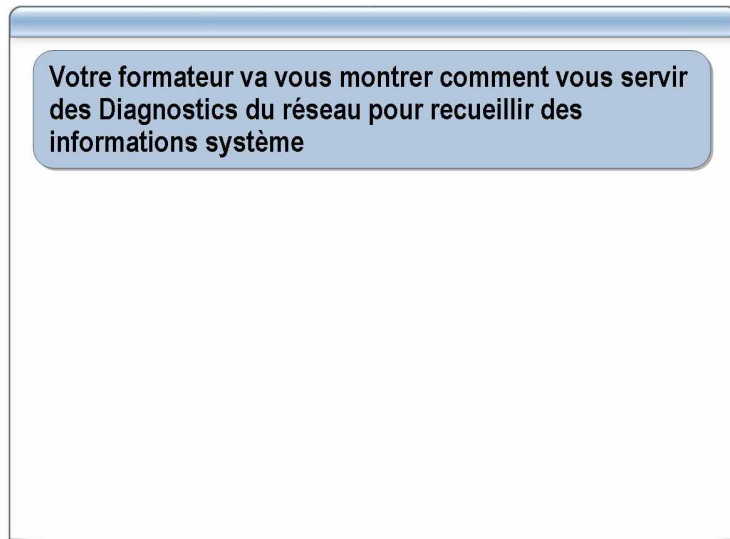 Votre formateur va vous montrer comment vous servir
des Diagnostics du réseau pour recueillir des
informations système